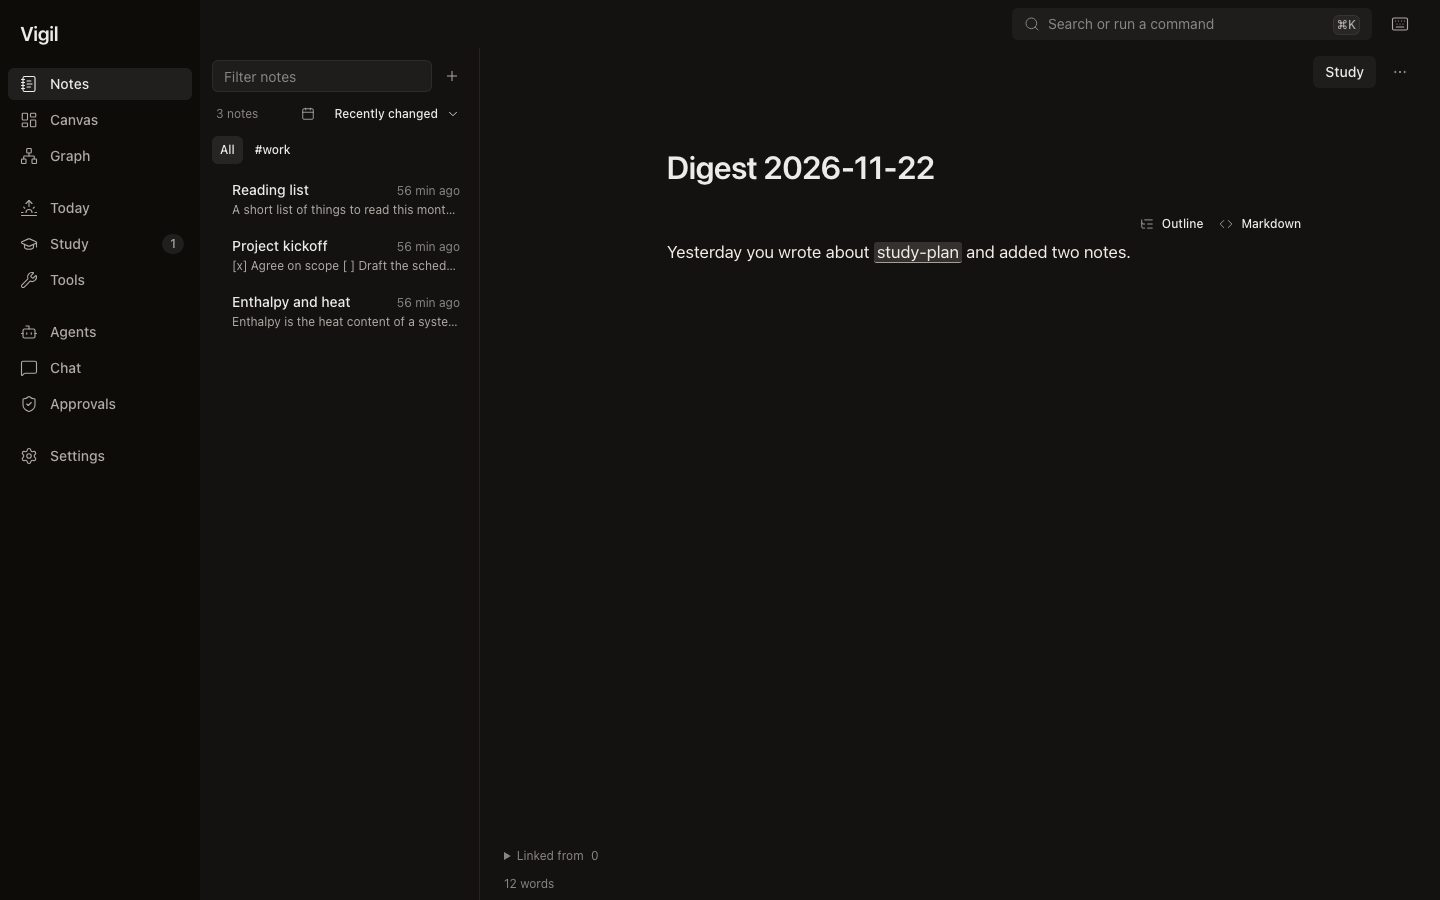 Vigil
Search or run a command ⌘K
Notes
Canvas
Graph
Today
Study 1
Tools
Agents
Chat
Approvals
Settings
Filter notes
3 notes Recently changed
All #work
Reading list 56 min ago
A short list of things to read this mont...
Project kickoff 56 min ago
[x] Agree on scope [ ] Draft the sched...
Enthalpy and heat 56 min ago
Enthalpy is the heat content of a syste...
Study
Digest 2026-11-22
Outline Markdown
Yesterday you wrote about study-plan and added two notes.
Linked from 0
12 words